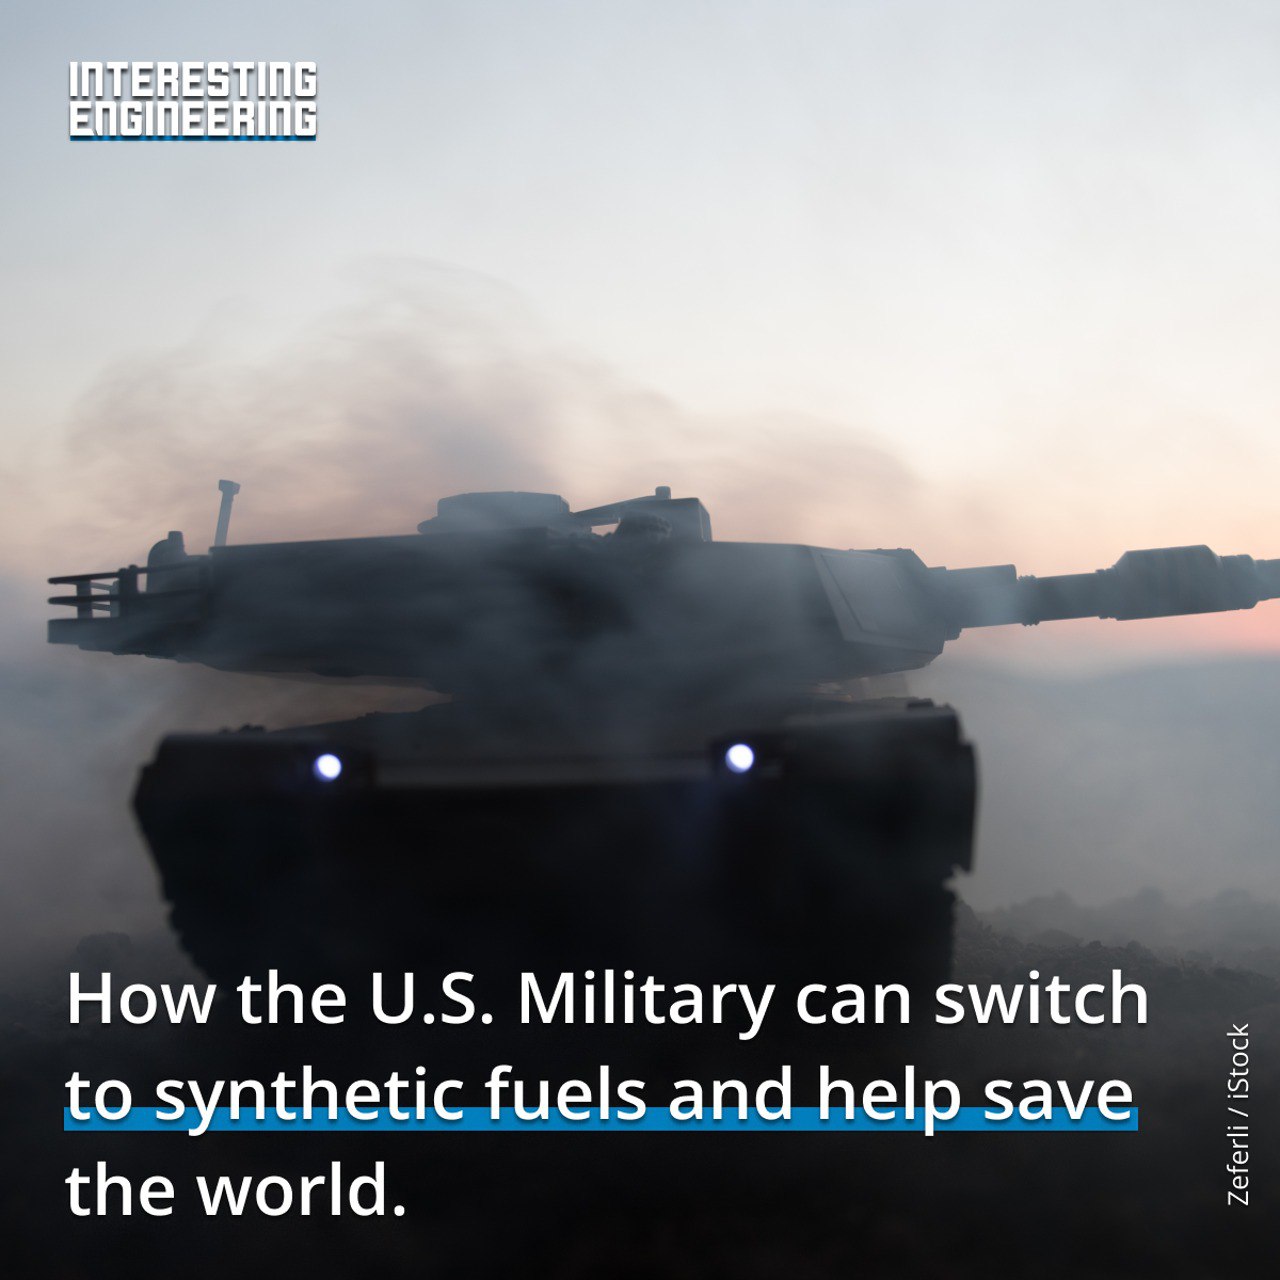 INTERESTING
ENGINEERING
How the U.S. Military can switch
to synthetic fuels and help save
the world.
Zeferli / iStock